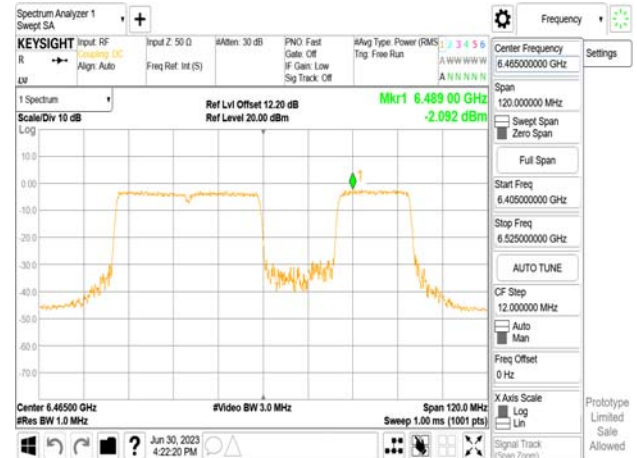 Spectrum Analyzer 1
Swept SA
+
Frequency
KEYSIGHT
R
LXI
Input: RF
Coupling: DC
Align: Auto
Input Z: 50 Ω
Freq Ref: Int (S)
#Atten: 30 dB
PNO: Fast
Gate: Off
IF Gain: Low
Sig Track: Off
#Avg Type: Power (RMS
Trig: Free Run
1 2 3 4 5 6
A W W W W W
A N N N N N
1 Spectrum
Scale/Div 10 dB
Log
Ref Lvl Offset 12.20 dB
Ref Level 20.00 dBm
Mkr1 6.489 00 GHz
-2.092 dBm
10.0
0.00
-10.0
-20.0
-30.0
-40.0
-50.0
-60.0
-70.0
1
Center 6.46500 GHz
#Res BW 1.0 MHz
#Video BW 3.0 MHz
Span 120.0 MHz
Sweep 1.00 ms (1001 pts)
?
Jun 30, 2023
4:22:20 PM
Center Frequency
6.465000000 GHz
Settings
Span
120.000000 MHz
Swept Span
Zero Span
Full Span
Start Freq
6.405000000 GHz
Stop Freq
6.525000000 GHz
AUTO TUNE
CF Step
12.000000 MHz
Auto
Man
Freq Offset
0 Hz
X Axis Scale
Log
Lin
Signal Track
(Span Zoom)
Prototype
Limited
Sale
Allowed